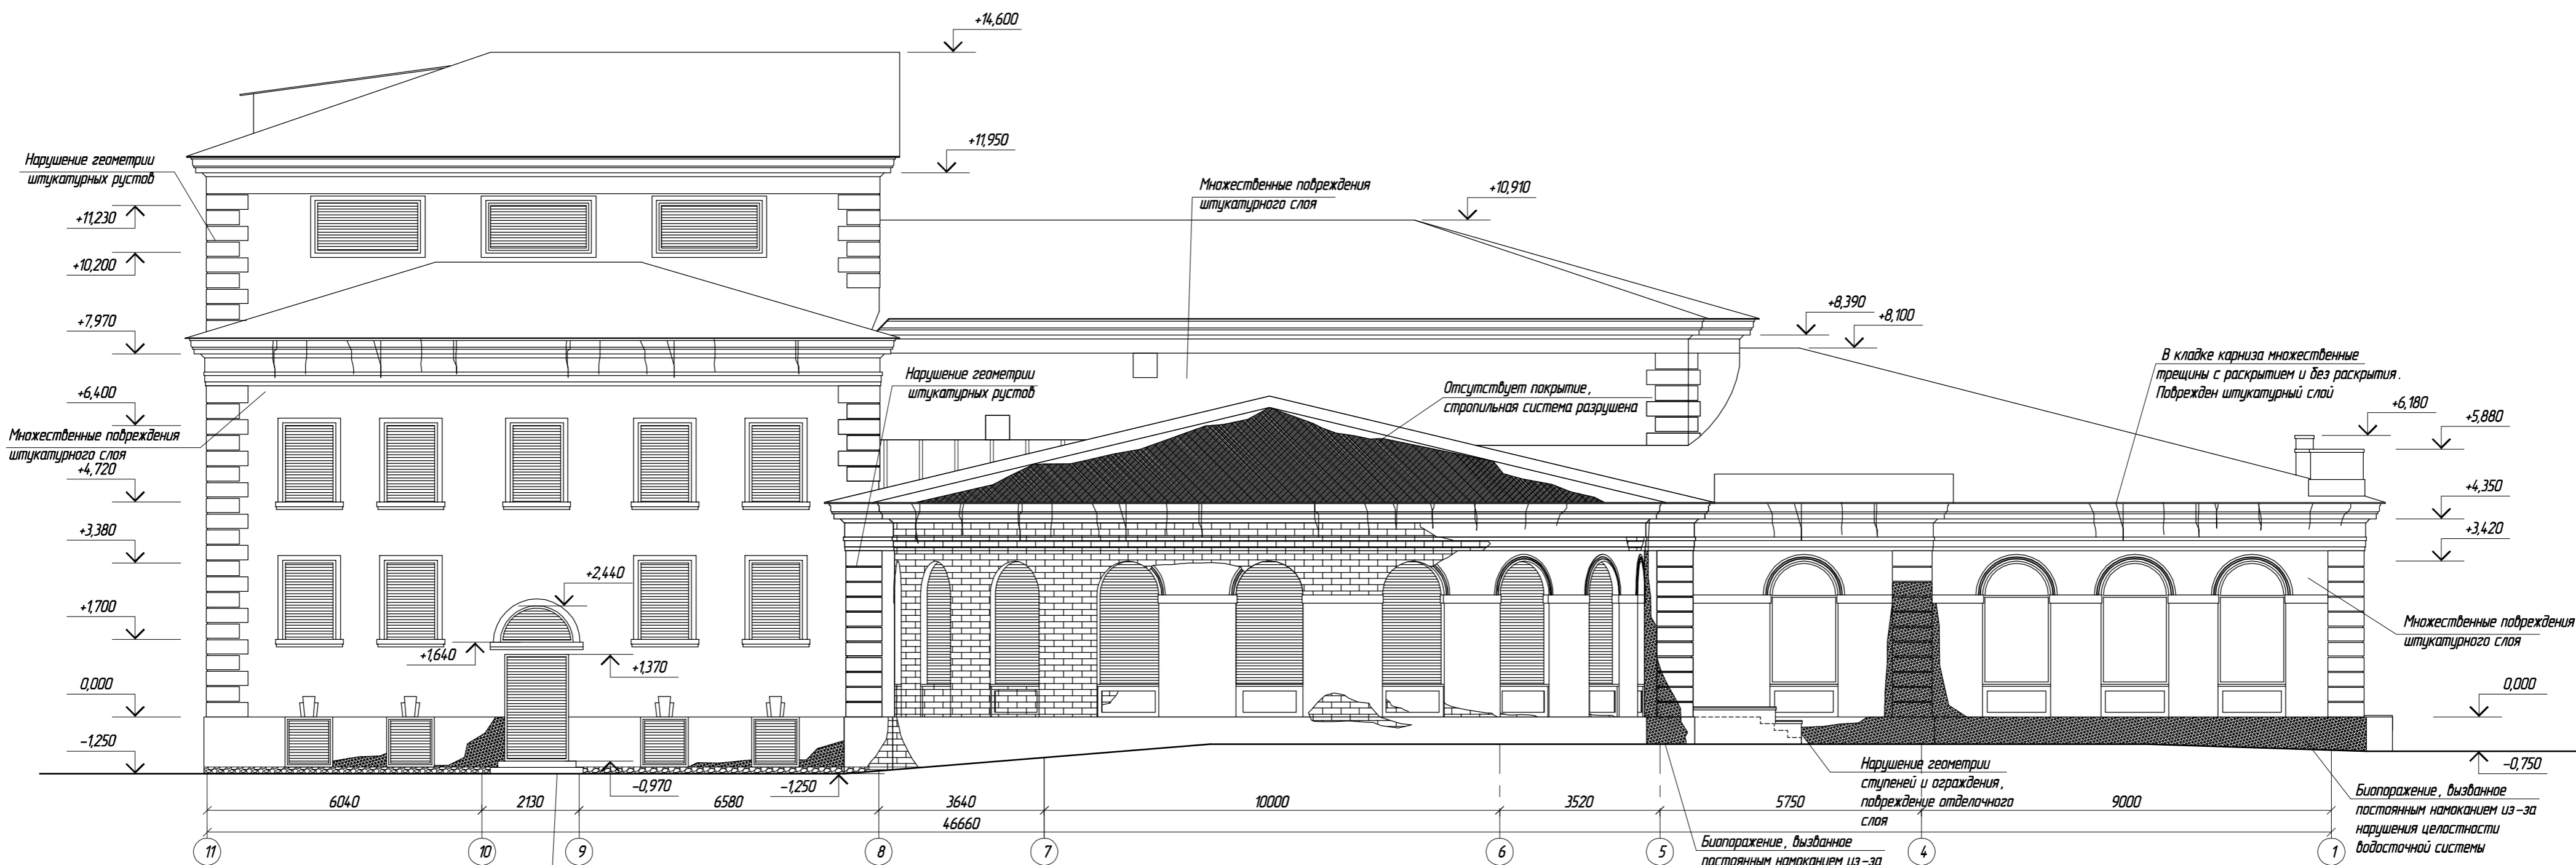 +14,600
+11,950
Нарушение геометрии
штукатурных рустов
+11,230
+10,200
+7,970
+6,400
Множественные повреждения
штукатурного слоя
+4,720
+3,380
+1,700
0,000
-1,250
+2,440
+1,640
+1,370
-0,970
-1,250
Множественные повреждения
штукатурного слоя
+10,910
+8,390
+8,100
Нарушение геометрии
штукатурных рустов
Отсутствует покрытие,
стропильная система разрушена
В кладке карниза множественные
трещины с раскрытием и без раскрытия.
Поврежден штукатурный слой
+6,180
+5,880
+4,350
+3,420
Множественные повреждения
штукатурного слоя
0,000
-0,750
Нарушение геометрии
ступеней и ограждения,
повреждение отделочного
слоя
Биопоражение, вызванное
постоянным намоканием из-за
нарушения целостности
водосточной системы
Биопоражение, вызванное
постоянным намоканием из-за
6040 2130 6580 3640 10000 3520 5750 9000
46660
11 10 9 8 7 6 5 4 1